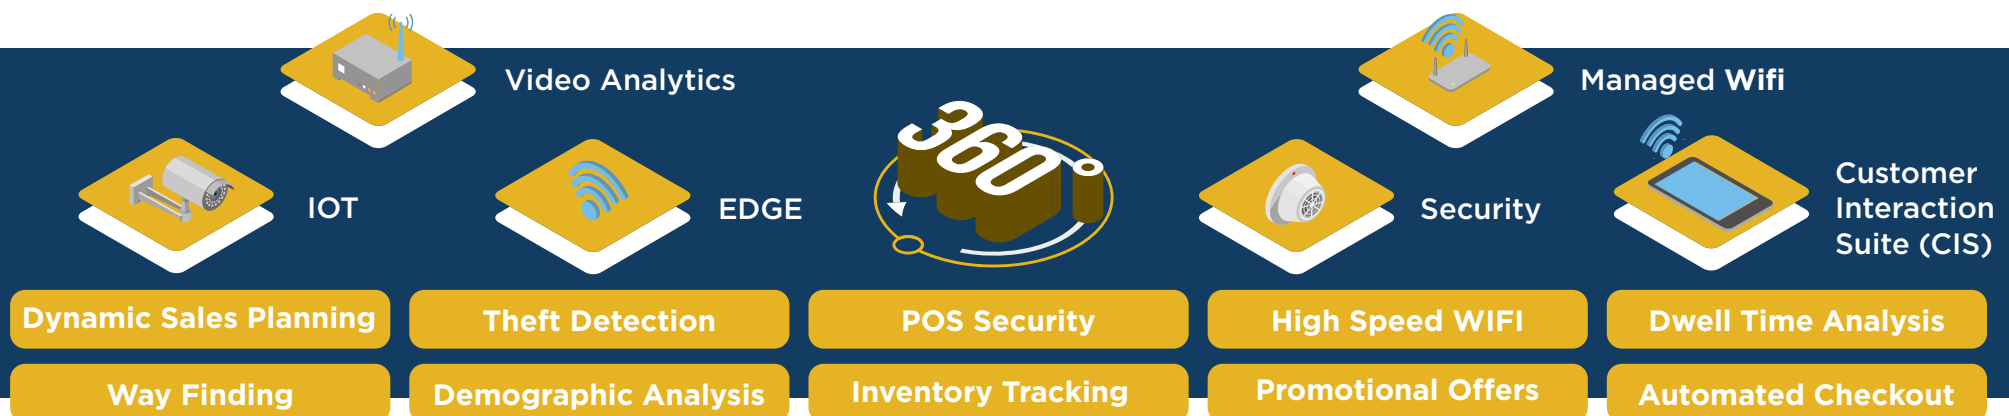 Video Analytics
Managed Wifi
IOT
EDGE
360°
Security
Customer
Interaction
Suite (CIS)
Dynamic Sales Planning
Theft Detection
POS Security
High Speed WIFI
Dwell Time Analysis
Way Finding
Demographic Analysis
Inventory Tracking
Promotional Offers
Automated Checkout